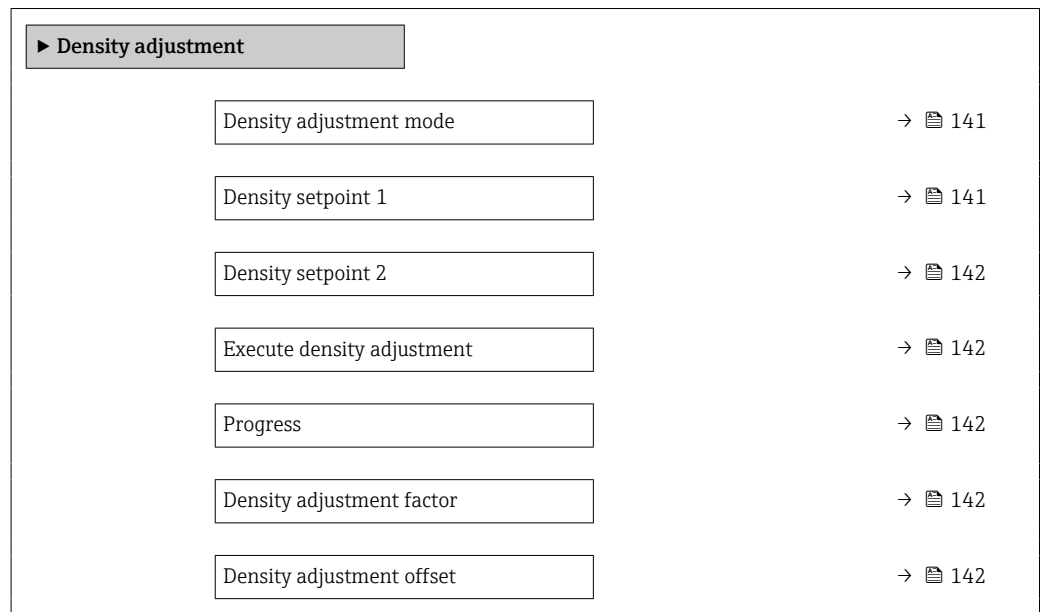 ▶ Density adjustment
Density adjustment mode → 141
Density setpoint 1 → 141
Density setpoint 2 → 142
Execute density adjustment → 142
Progress → 142
Density adjustment factor → 142
Density adjustment offset → 142